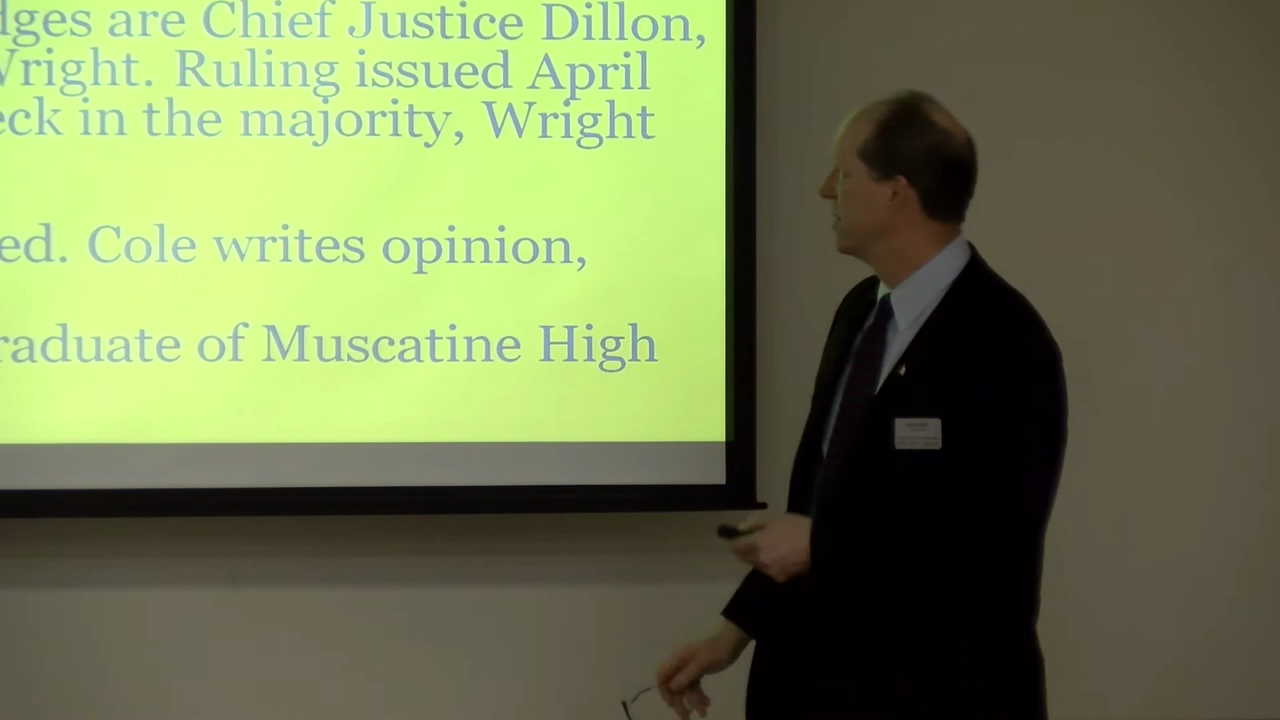 dges are Chief Justice Dillon,
Wright. Ruling issued April
eck in the majority, Wright
ed. Cole writes opinion,
raduate of Muscatine High